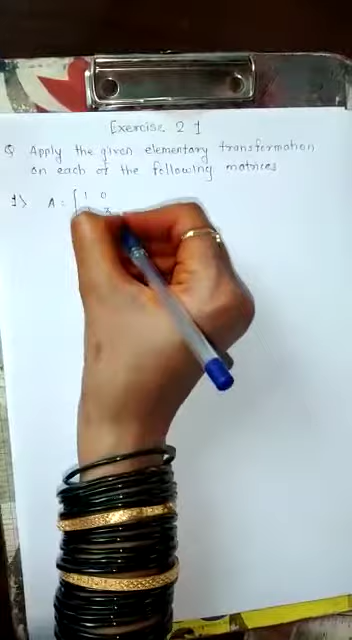 Exercise 2 1
Q Apply the given elementary transformation
on each of the following matrices
1) A = [ 1 0